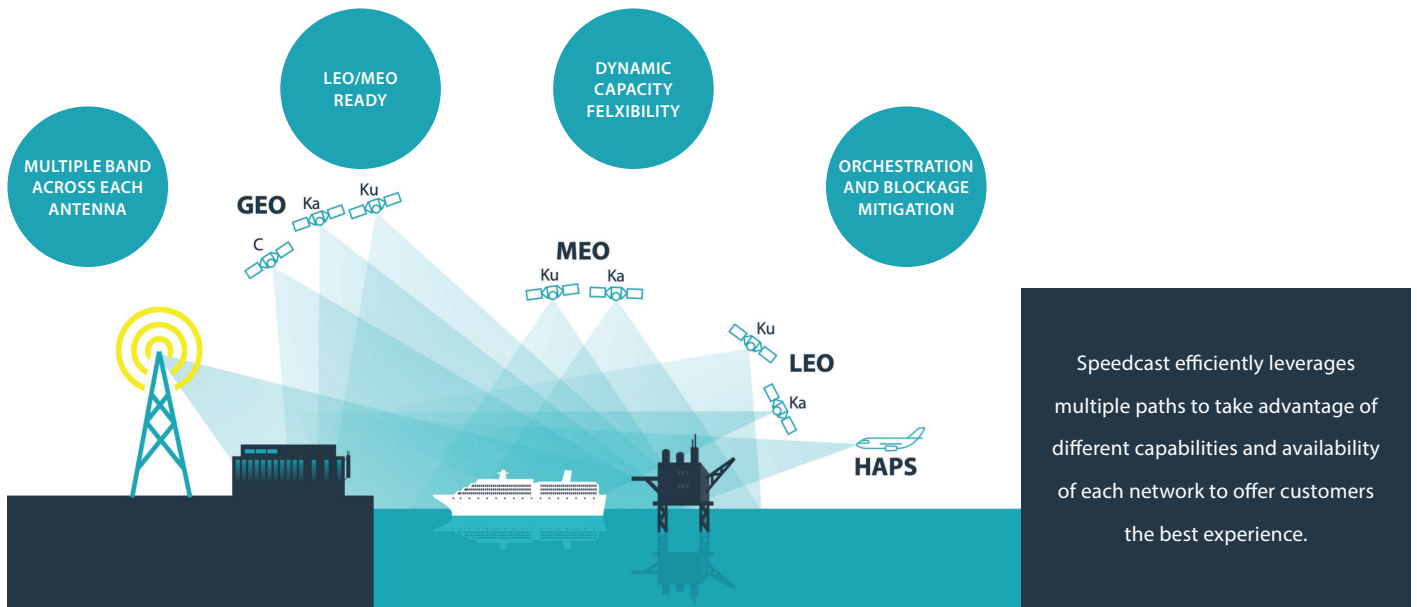 MULTIPLE BAND
ACROSS EACH
ANTENNA
LEO/MEO
READY
DYNAMIC
CAPACITY
FELXIBILITY
ORCHESTRATION
AND BLOCKAGE
MITIGATION
GEO
C
Ka
Ku
MEO
Ku
Ka
LEO
Ku
Ka
HAPS
Speedcast efficiently leverages
multiple paths to take advantage of
different capabilities and availability
of each network to offer customers
the best experience.